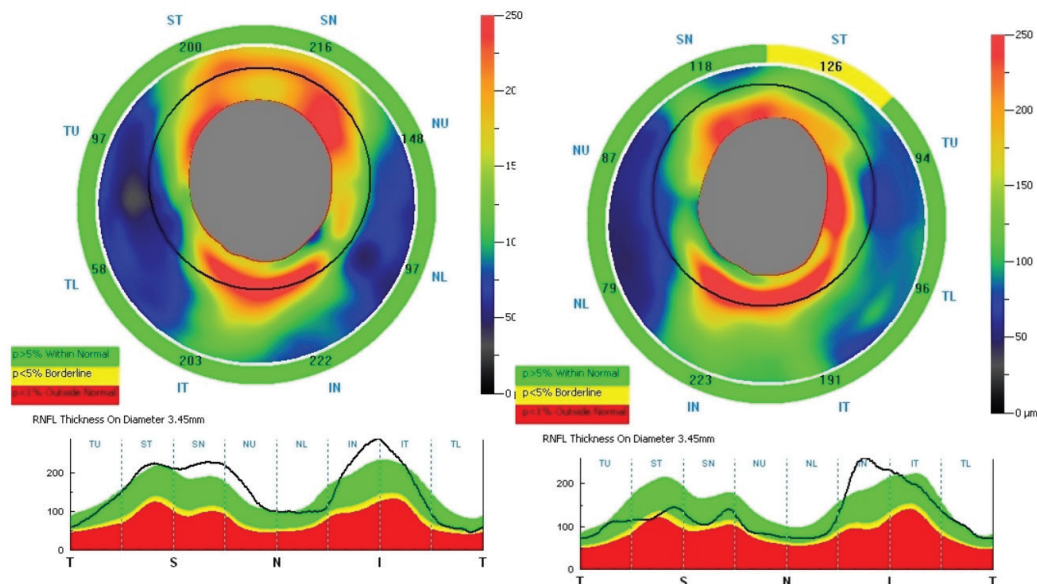 ST
SN
200
216
TU
97
148
NU
58
TL
97
NL
203
222
IT
IN
250
200
150
50
p>5% Within Normal
p<5% Borderline
p<1% Outside Normal
RNFL Thickness On Diameter 3.45mm
TU ST SN NU NL IN IT TL
200
100
0
T S N I T
SN
ST
118
126
NU
87
94
TU
79
NL
96
TL
223
191
IN
IT
250
200
150
100
50
0 µm
p>5% Within Normal
p<5% Borderline
p<1% Outside Normal
RNFL Thickness On Diameter 3.45mm
TU ST SN NU NL IN IT TL
200
100
0
T S N I T